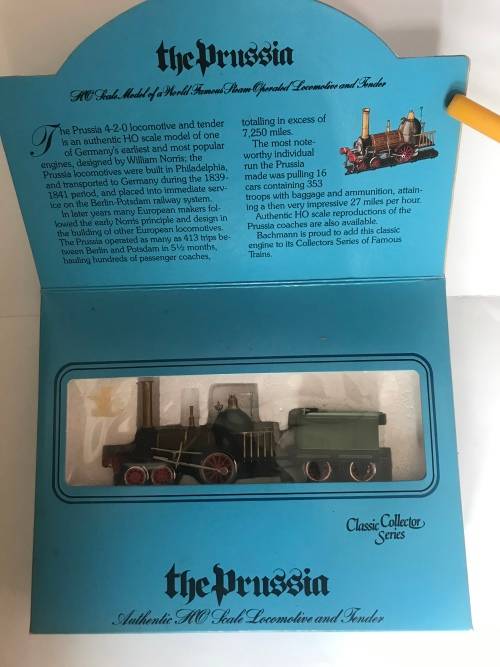 the Prussia
HO Scale Model of a World Famous Steam Operated Locomotive and Tender
The Prussia 4-2-0 locomotive and tender
is an authentic HO scale model of one
of Germany's earliest and most popular
engines, designed by William Norris; the
Prussia locomotives were built in Philadelphia,
and transported to Germany during the 1839-
1841 period, and placed into immediate serv-
ice on the Berlin-Potsdam railway system.
In later years many European makers fol-
lowed the early Norris principle and design in
the building of other European locomotives.
The Prussia operated as many as 413 trips be-
tween Berlin and Potsdam in 5½ months,
hauling hundreds of passenger coaches,
totalling in excess of
7,250 miles.
The most note-
worthy individual
run the Prussia
made was pulling 16
cars containing 353
troops with baggage and ammunition, attain-
ing a then very impressive 27 miles per hour.
Authentic HO scale reproductions of the
Prussia coaches are also available.
Bachmann is proud to add this classic
engine to its Collectors Series of Famous
Trains.
Classic Collector
Series
the Prussia
Authentic HO Scale Locomotive and Tender